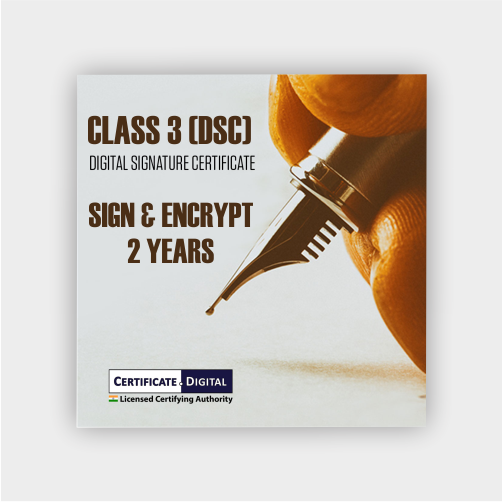 CLASS 3 (DSC)
DIGITAL SIGNATURE CERTIFICATE
SIGN & ENCRYPT
2 YEARS
CERTIFICATE DIGITAL
Licensed Certifying Authority